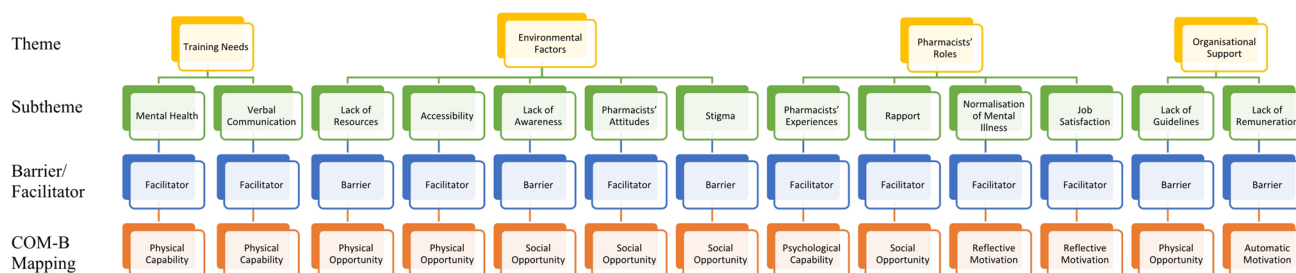 Theme
Training Needs
Environmental
Factors
Pharmacists'
Roles
Organisational
Support
Subtheme
Mental Health
Verbal
Communication
Lack of
Resources
Accessibility
Lack of
Awareness
Pharmacists'
Attitudes
Stigma
Pharmacists'
Experiences
Rapport
Normalisation
of Mental
Illness
Job
Satisfaction
Lack of
Guidelines
Lack of
Remuneration
Barrier/
Facilitator
Facilitator
Facilitator
Barrier
Facilitator
Barrier
Facilitator
Barrier
Facilitator
Facilitator
Facilitator
Facilitator
Barrier
Barrier
COM-B
Mapping
Physical
Capability
Physical
Capability
Physical
Opportunity
Physical
Opportunity
Social
Opportunity
Social
Opportunity
Social
Opportunity
Psychological
Capability
Social
Opportunity
Reflective
Motivation
Reflective
Motivation
Physical
Opportunity
Automatic
Motivation